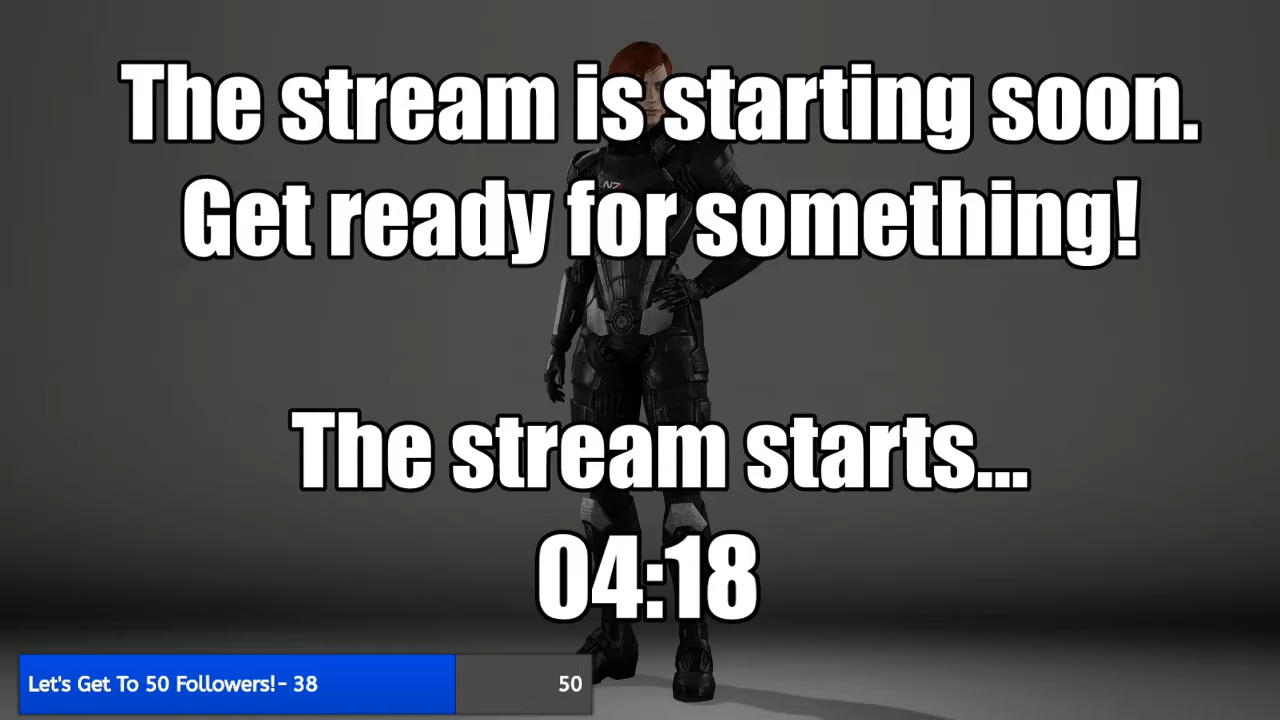 The stream is starting soon.
N7
Get ready for something!
The stream starts...
04:18
Let's Get To 50 Followers!- 38
50